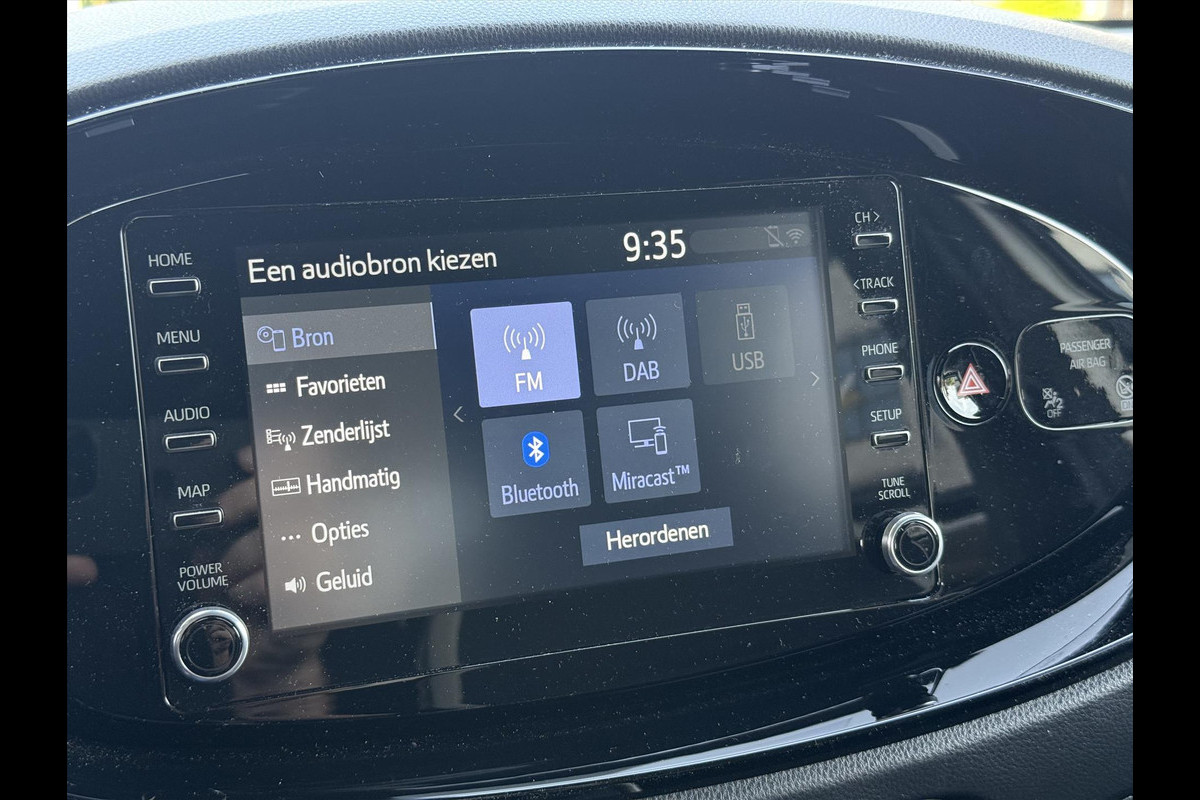 HOME
MENU
AUDIO
MAP
POWER
VOLUME
Een audiobron kiezen
9:35
Bron
Favorieten
Zenderlijst
Handmatig
Opties
Geluid
FM
DAB
USB
Bluetooth
Miracast™
Herordenen
CH>
<TRACK
PHONE
SETUP
TUNE
SCROLL
PASSENGER
AIR BAG
OFF